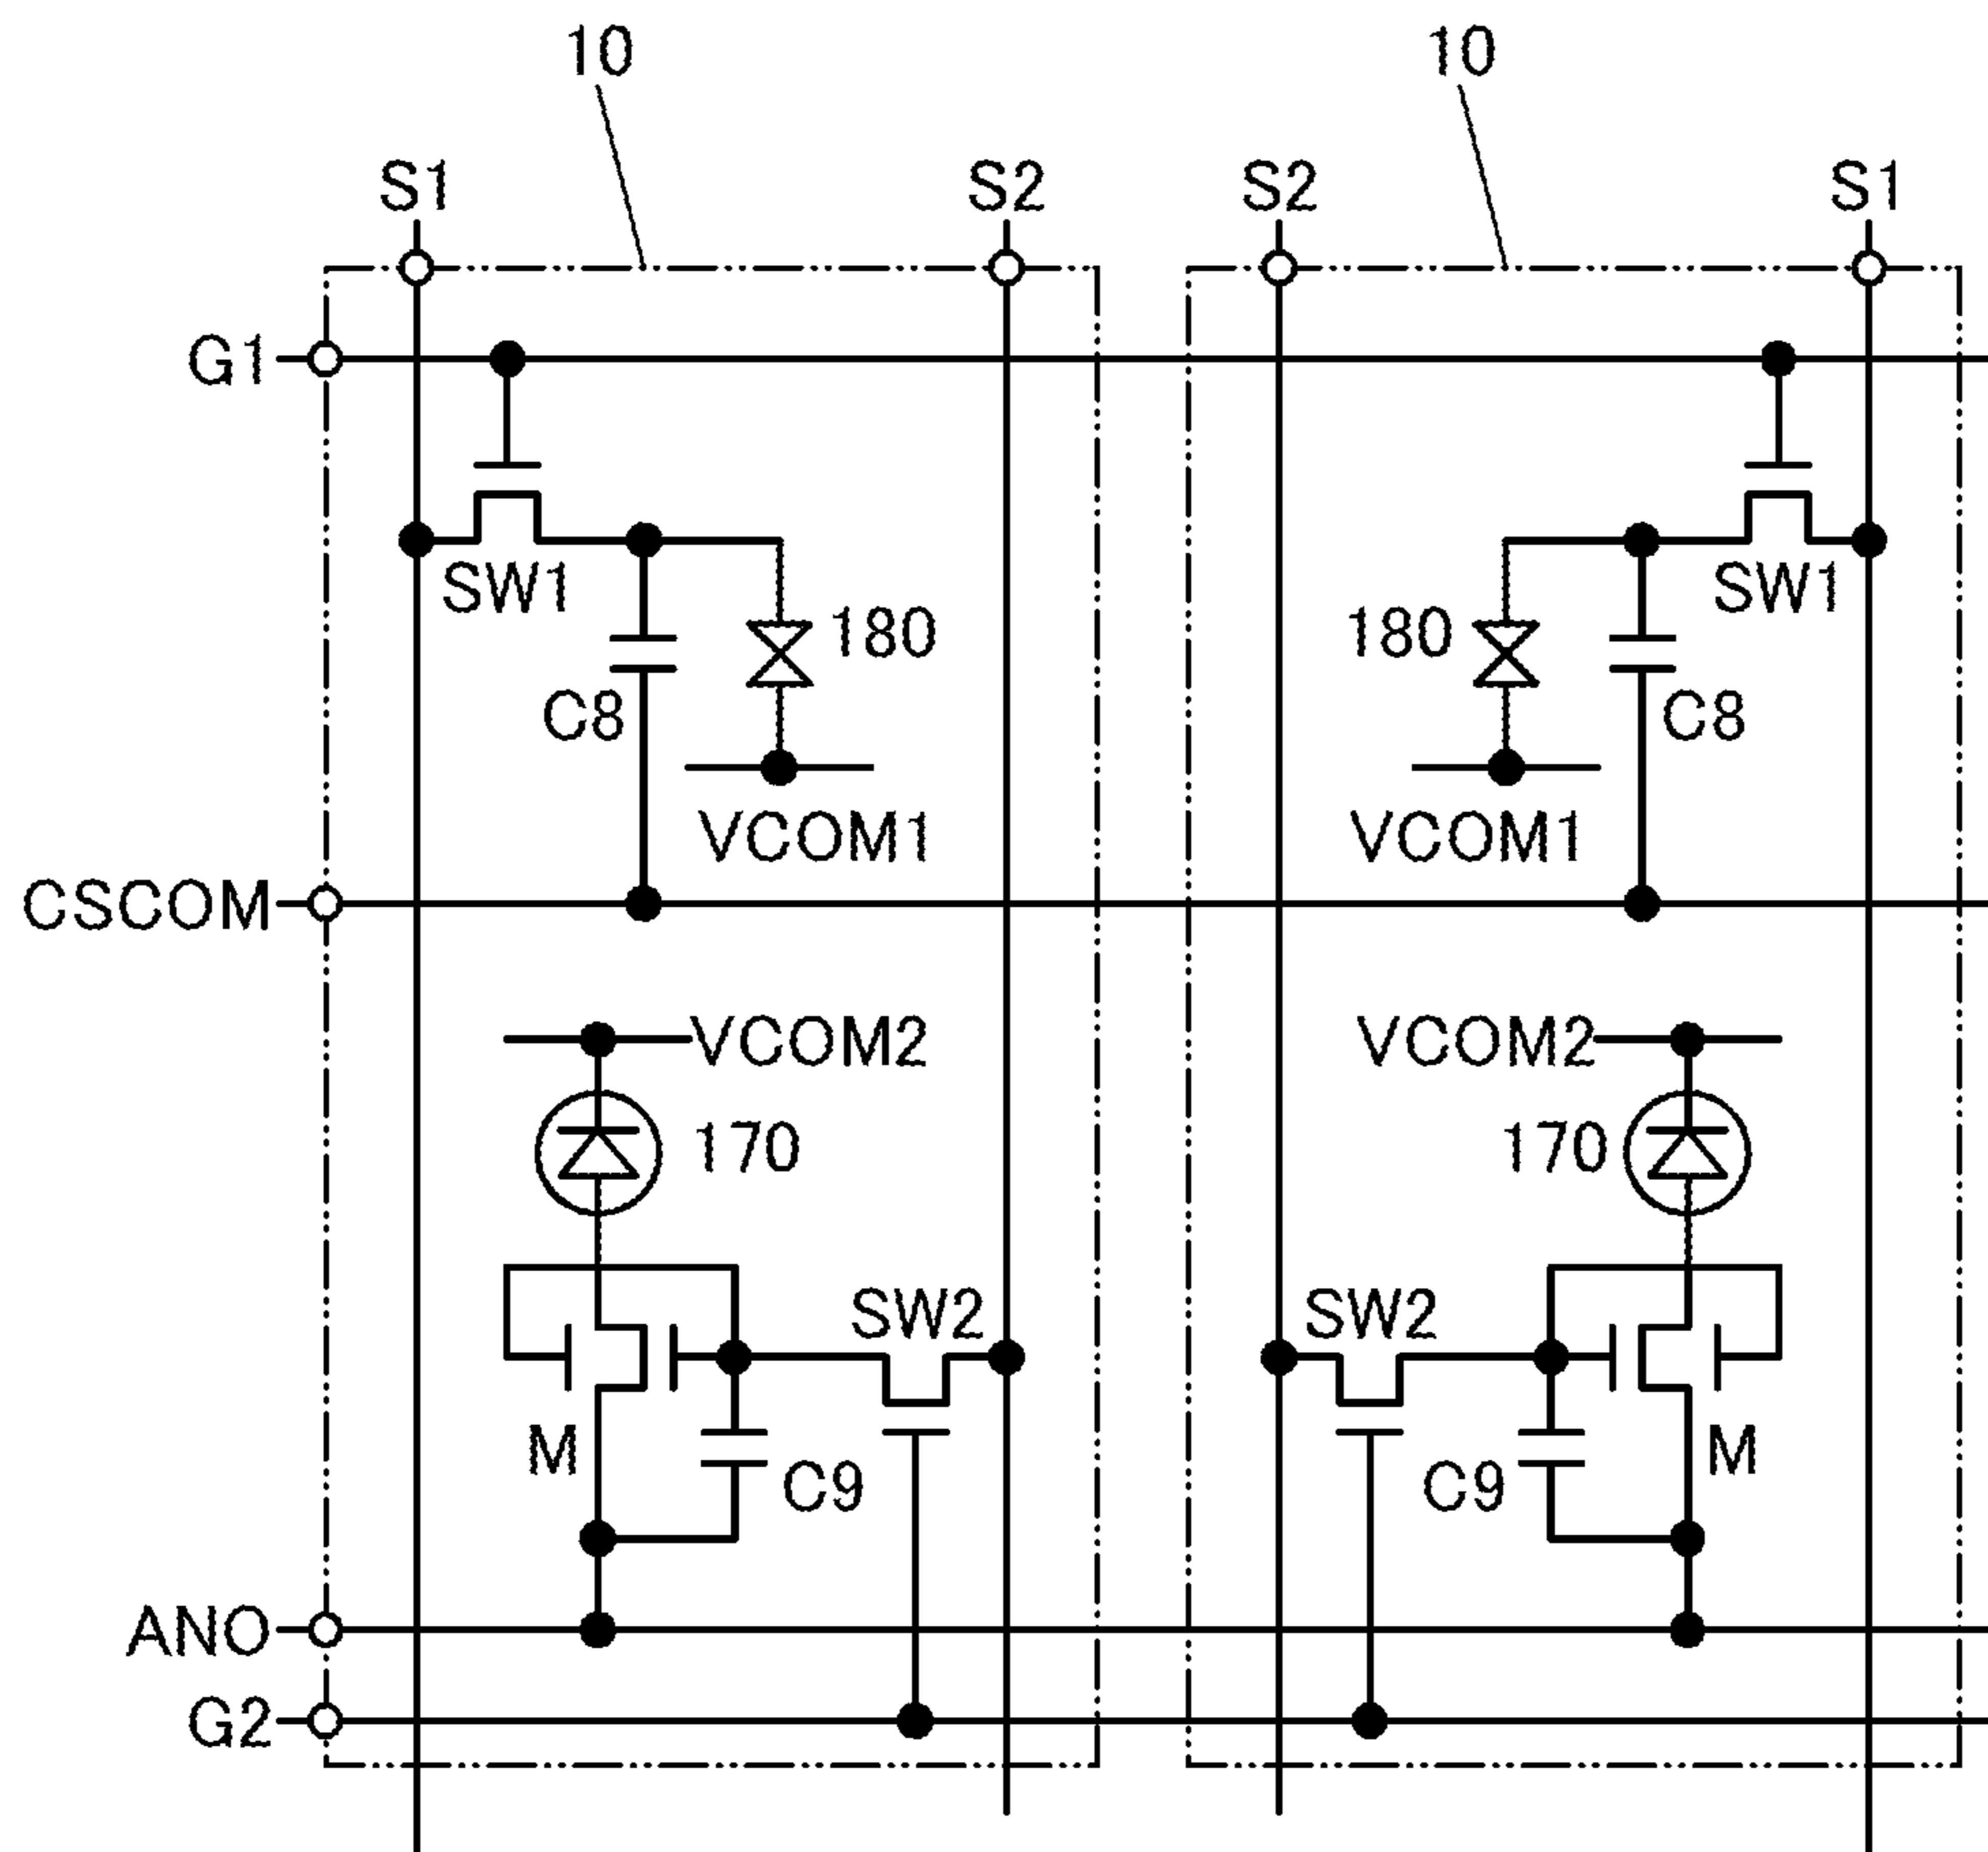 10 10
S1 S2 S2 S1
G1
SW1 SW1
180 180
C8 C8
VCOM1 VCOM1
CSCOM
VCOM2 VCOM2
170 170
SW2 SW2
M M
C9 C9
ANO
G2